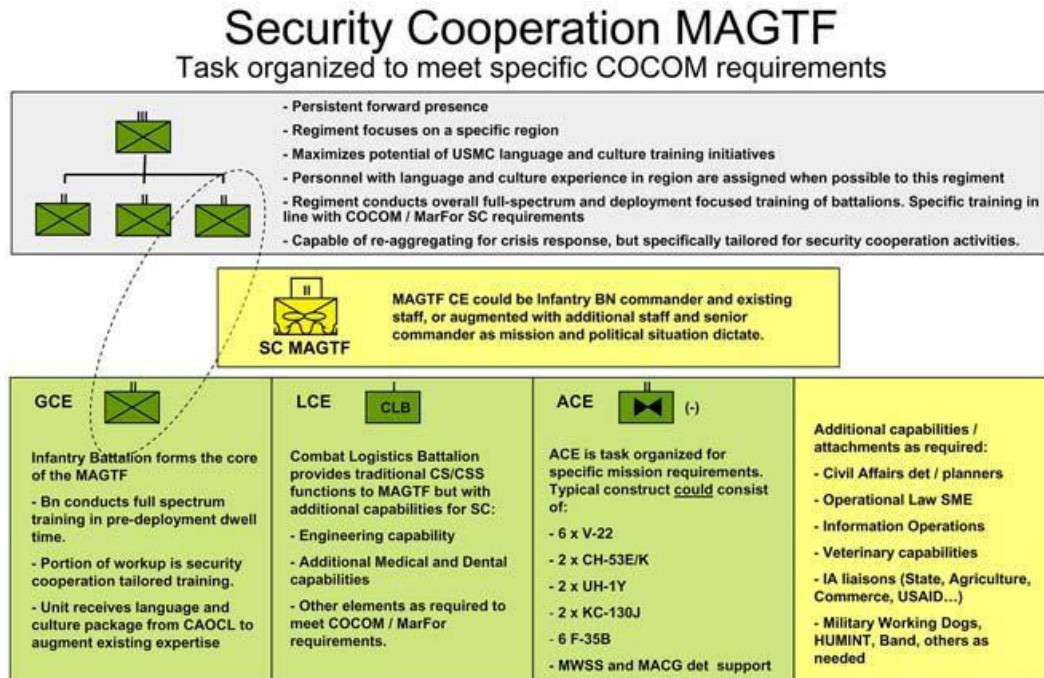 Security Cooperation MAGTF
Task organized to meet specific COCOM requirements
III
II
II
II
- Persistent forward presence
- Regiment focuses on a specific region
- Maximizes potential of USMC language and culture training initiatives
- Personnel with language and culture experience in region are assigned when possible to this regiment
- Regiment conducts overall full-spectrum and deployment focused training of battalions. Specific training in
line with COCOM / MarFor SC requirements
- Capable of re-aggregating for crisis response, but specifically tailored for security cooperation activities.
II
SC MAGTF
MAGTF CE could be Infantry BN commander and existing
staff, or augmented with additional staff and senior
commander as mission and political situation dictate.
GCE
II
Infantry Battalion forms the core
of the MAGTF
- Bn conducts full spectrum
training in pre-deployment dwell
time.
- Portion of workup is security
cooperation tailored training.
- Unit receives language and
culture package from CAOCL to
augment existing expertise
LCE
I
CLB
Combat Logistics Battalion
provides traditional CS/CSS
functions to MAGTF but with
additional capabilities for SC:
- Engineering capability
- Additional Medical and Dental
capabilities
- Other elements as required to
meet COCOM / MarFor
requirements.
ACE
II
(-)
ACE is task organized for
specific mission requirements.
Typical construct could consist
of:
- 6 x V-22
- 2 x CH-53E/K
- 2 x UH-1Y
- 2 x KC-130J
- 6 F-35B
- MWSS and MACG det support
Additional capabilities /
attachments as required:
- Civil Affairs det / planners
- Operational Law SME
- Information Operations
- Veterinary capabilities
- IA liaisons (State, Agriculture,
Commerce, USAID...)
- Military Working Dogs,
HUMINT, Band, others as
needed